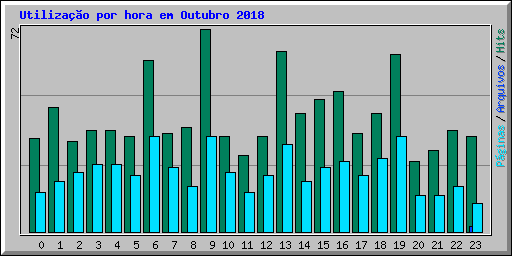 Utilização por hora em Outubro 2018
72
Páginas / Arquivos / Hits
0 1 2 3 4 5 6 7 8 9 10 11 12 13 14 15 16 17 18 19 20 21 22 23